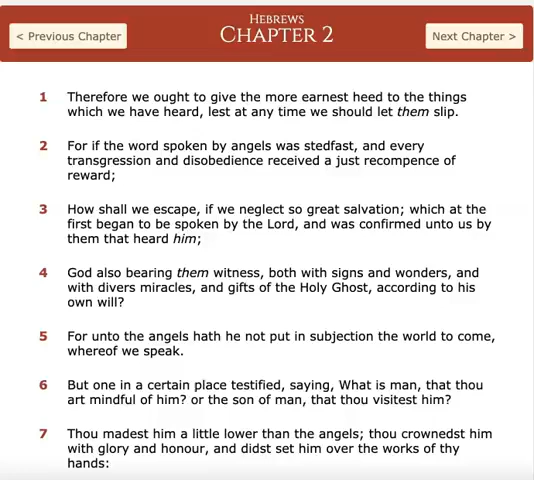 HEBREWS
< Previous Chapter CHAPTER 2 Next Chapter >
1 Therefore we ought to give the more earnest heed to the things
which we have heard, lest at any time we should let them slip.
2 For if the word spoken by angels was stedfast, and every
transgression and disobedience received a just recompence of
reward;
3 How shall we escape, if we neglect so great salvation; which at the
first began to be spoken by the Lord, and was confirmed unto us by
them that heard him;
4 God also bearing them witness, both with signs and wonders, and
with divers miracles, and gifts of the Holy Ghost, according to his
own will?
5 For unto the angels hath he not put in subjection the world to come,
whereof we speak.
6 But one in a certain place testified, saying, What is man, that thou
art mindful of him? or the son of man, that thou visitest him?
7 Thou madest him a little lower than the angels; thou crownedst him
with glory and honour, and didst set him over the works of thy
hands: